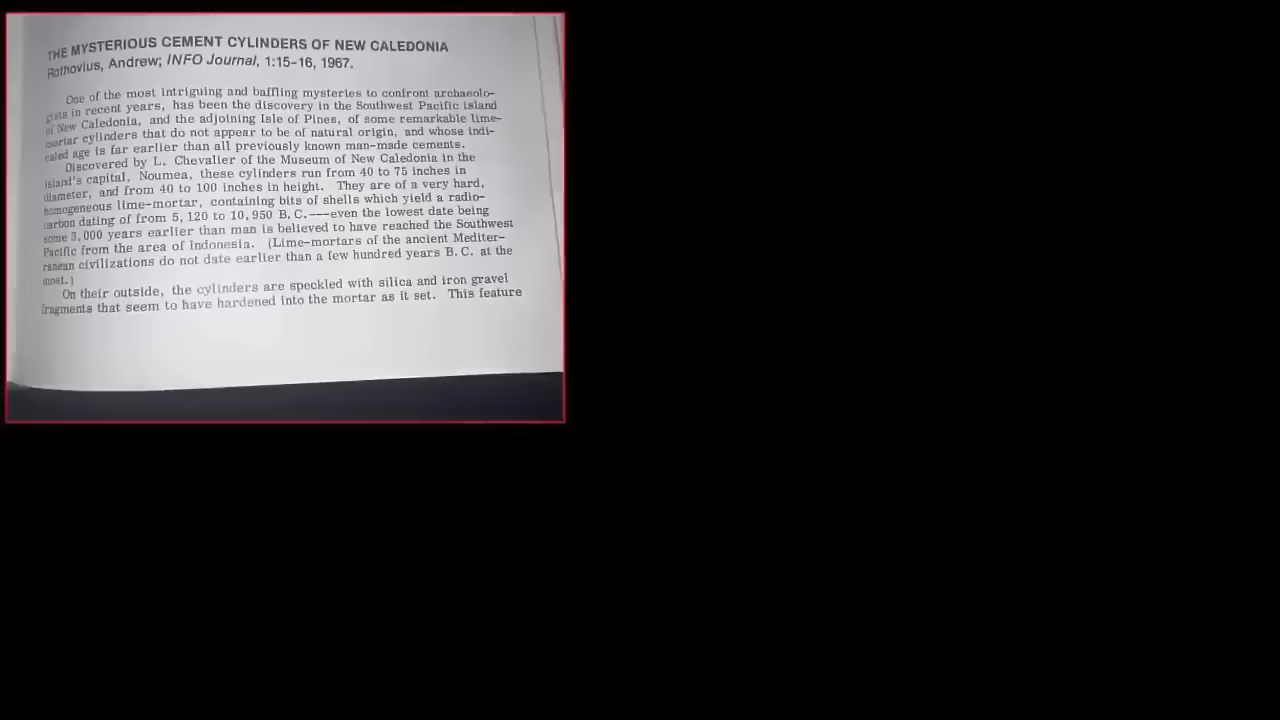 THE MYSTERIOUS CEMENT CYLINDERS OF NEW CALEDONIA
Rothovius, Andrew; INFO Journal, 1:15-16, 1967.
One of the most intriguing and baffling mysteries to confront archaeolo-
gists in recent years, has been the discovery in the Southwest Pacific island
of New Caledonia, and the adjoining Isle of Pines, of some remarkable lime-
mortar cylinders that do not appear to be of natural origin, and whose indi-
cated age is far earlier than all previously known man-made cements.
Discovered by L. Chevalier of the Museum of New Caledonia in the
island's capital, Noumea, these cylinders run from 40 to 75 inches in
diameter, and from 40 to 100 inches in height. They are of a very hard,
homogeneous lime-mortar, containing bits of shells which yield a radio-
carbon dating of from 5,120 to 10,950 B.C.---even the lowest date being
some 3,000 years earlier than man is believed to have reached the Southwest
Pacific from the area of Indonesia. (Lime-mortars of the ancient Mediter-
ranean civilizations do not date earlier than a few hundred years B.C. at the
most.)
On their outside, the cylinders are speckled with silica and iron gravel
fragments that seem to have hardened into the mortar as it set. This feature